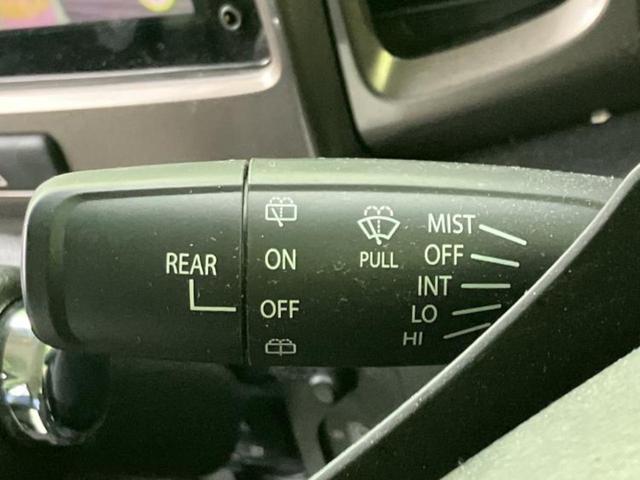 REAR
ON
OFF
PULL
MIST
OFF
INT
LO
HI